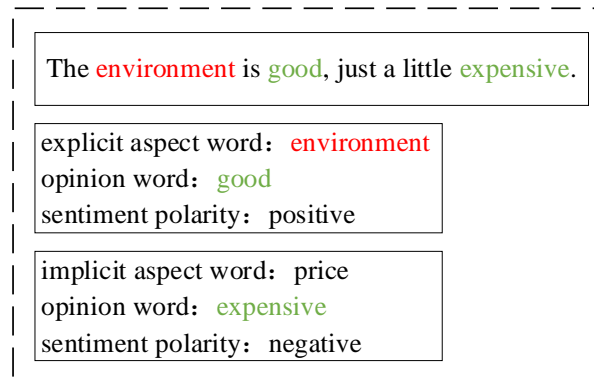 The environment is good, just a little expensive.
explicit aspect word：environment
opinion word：good
sentiment polarity：positive
implicit aspect word：price
opinion word：expensive
sentiment polarity：negative